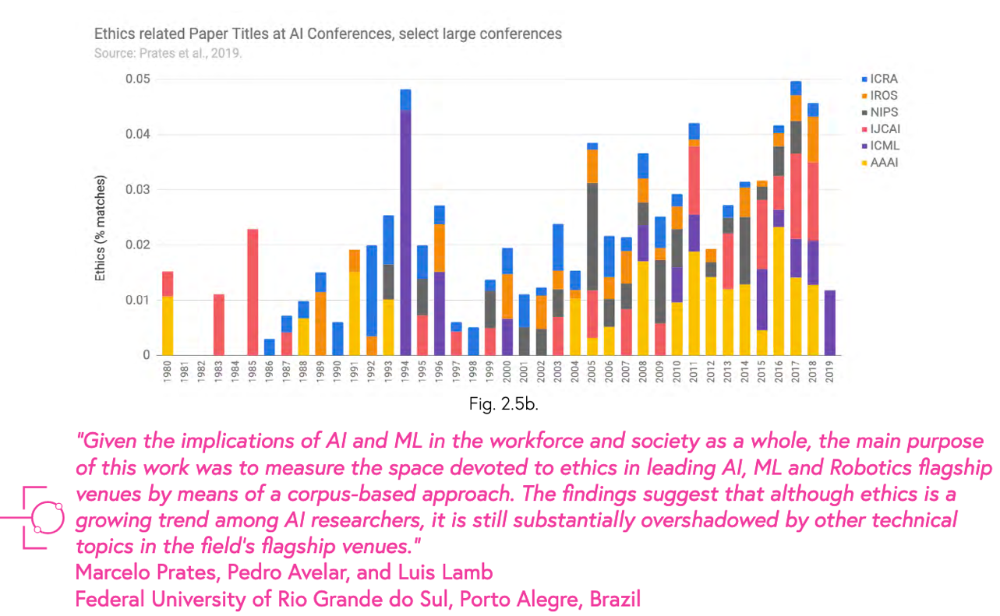 Ethics related Paper Titles at AI Conferences, select large conferences
Source: Prates et al., 2019.
Ethics (% matches)
0.05
0.04
0.03
0.02
0.01
0
1980
1981
1982
1983
1984
1985
1986
1987
1988
1989
1990
1991
1992
1993
1994
1995
1996
1997
1998
1999
2000
2001
2002
2003
2004
2005
2006
2007
2008
2009
2010
2011
2012
2013
2014
2015
2016
2017
2018
2019
ICRA
IROS
NIPS
IJCAI
ICML
AAAI
Fig. 2.5b.
"Given the implications of AI and ML in the workforce and society as a whole, the main purpose
of this work was to measure the space devoted to ethics in leading AI, ML and Robotics flagship
venues by means of a corpus-based approach. The findings suggest that although ethics is a
growing trend among AI researchers, it is still substantially overshadowed by other technical
topics in the field's flagship venues."
Marcelo Prates, Pedro Avelar, and Luis Lamb
Federal University of Rio Grande do Sul, Porto Alegre, Brazil